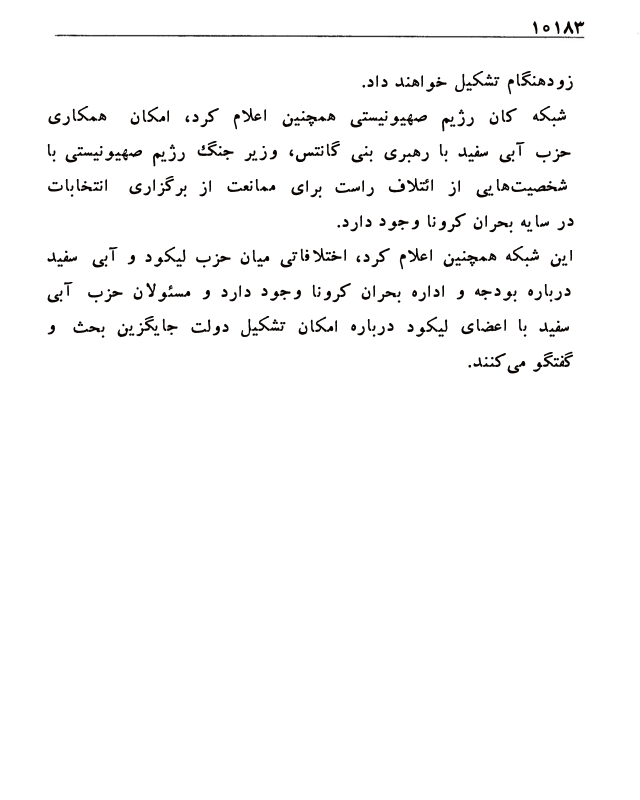 ۱۰۱۸۳
زودهنگام تشکیل خواهند داد.
شبکه کان رژیم صهیونیستی همچنین اعلام کرد، امکان همکاری
حزب آبی سفید با رهبری بنی گانتس، وزیر جنگ رژیم صهیونیستی با
شخصیت‌هایی از ائتلاف راست برای ممانعت از برگزاری انتخابات
در سایه بحران کرونا وجود دارد.
این شبکه همچنین اعلام کرد، اختلافاتی میان حزب لیکود و آبی سفید
درباره بودجه و اداره بحران کرونا وجود دارد و مسئولان حزب آبی
سفید با اعضای لیکود درباره امکان تشکیل دولت جایگزین بحث و
گفتگو می‌کنند.